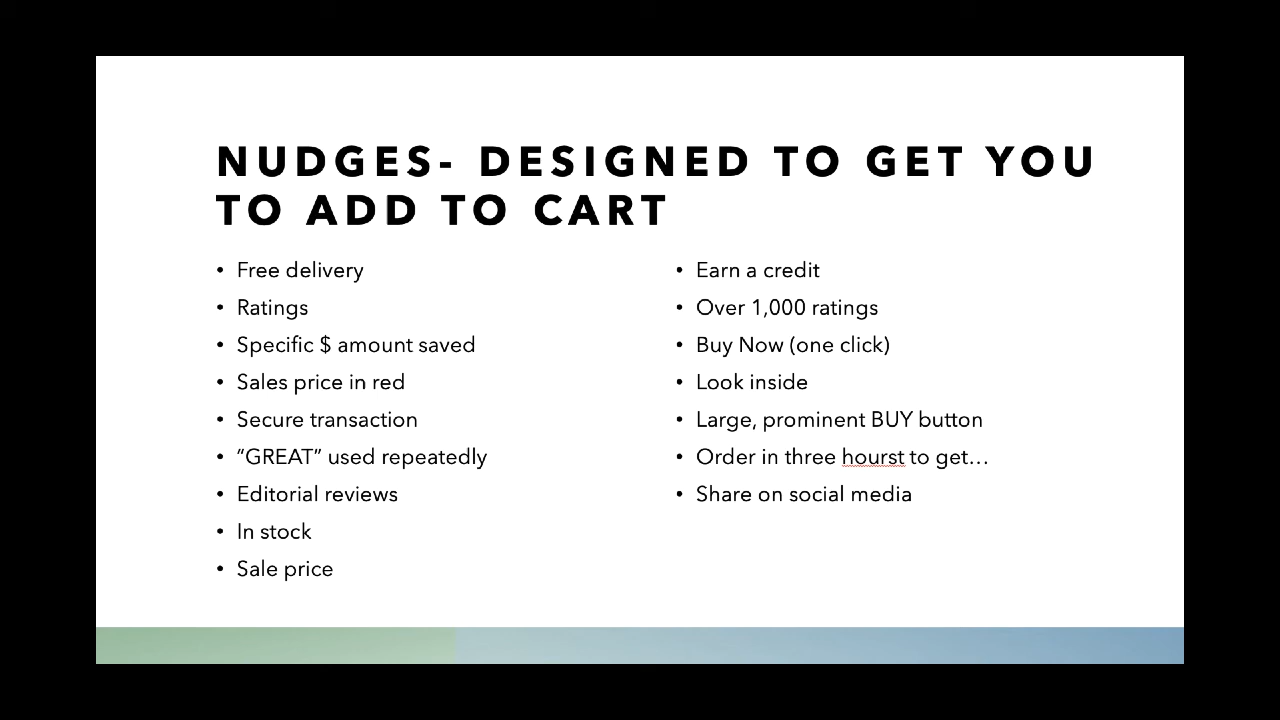 NUDGES- DESIGNED TO GET YOU
TO ADD TO CART
• Free delivery
• Ratings
• Specific $ amount saved
• Sales price in red
• Secure transaction
• “GREAT” used repeatedly
• Editorial reviews
• In stock
• Sale price
• Earn a credit
• Over 1,000 ratings
• Buy Now (one click)
• Look inside
• Large, prominent BUY button
• Order in three hourst to get…
• Share on social media